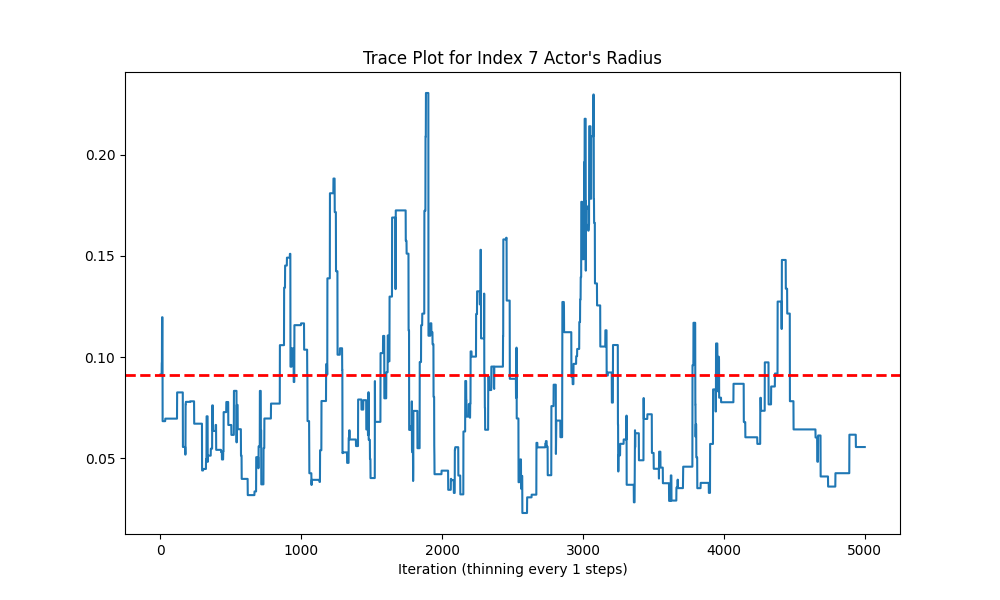 Trace Plot for Index 7 Actor's Radius
0.20
0.15
0.10
0.05
0 1000 2000 3000 4000 5000
Iteration (thinning every 1 steps)